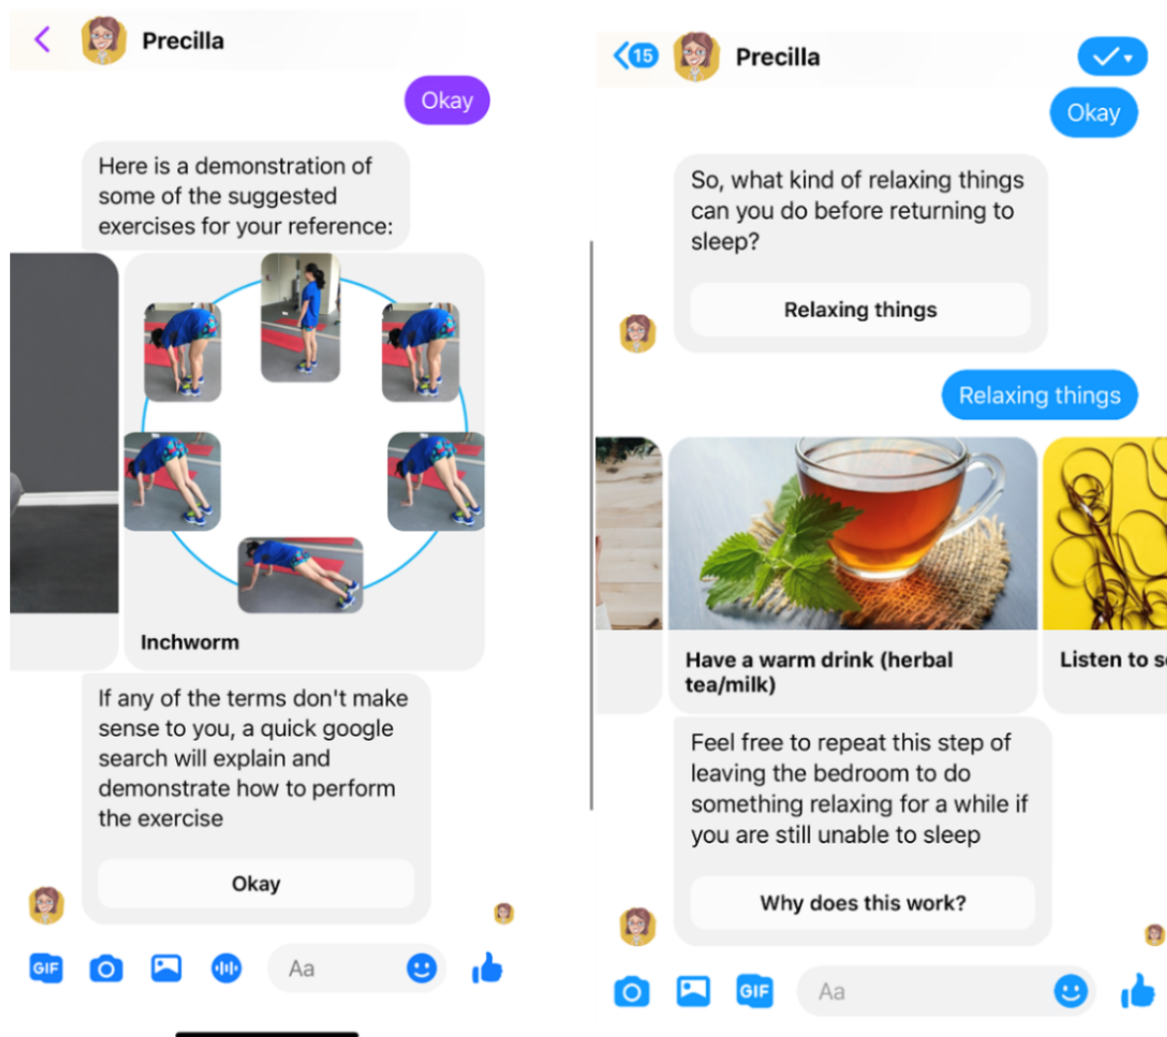 Precilla
Okay
Here is a demonstration of
some of the suggested
exercises for your reference:
Inchworm
If any of the terms don't make
sense to you, a quick google
search will explain and
demonstrate how to perform
the exercise
Okay
GIF
Aa
15
Precilla
Okay
So, what kind of relaxing things
can you do before returning to
sleep?
Relaxing things
Relaxing things
Have a warm drink (herbal
tea/milk)
Listen to
Feel free to repeat this step of
leaving the bedroom to do
something relaxing for a while if
you are still unable to sleep
Why does this work?
GIF
Aa